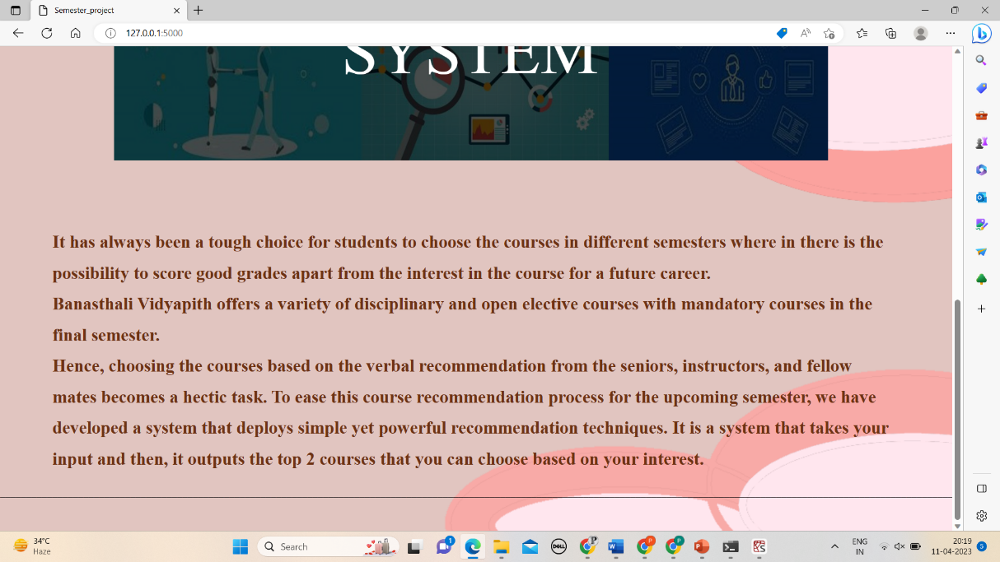 Semester_project
127.0.0.1:5000
SYSTEM
It has always been a tough choice for students to choose the courses in different semesters where in there is the
possibility to score good grades apart from the interest in the course for a future career.
Banasthali Vidyapith offers a variety of disciplinary and open elective courses with mandatory courses in the
final semester.
Hence, choosing the courses based on the verbal recommendation from the seniors, instructors, and fellow
mates becomes a hectic task. To ease this course recommendation process for the upcoming semester, we have
developed a system that deploys simple yet powerful recommendation techniques. It is a system that takes your
input and then, it outputs the top 2 courses that you can choose based on your interest.
34°C
Haze
Search
1
DELL
P
W
P
P
P
ENG
IN
20:19
11-04-2023
5